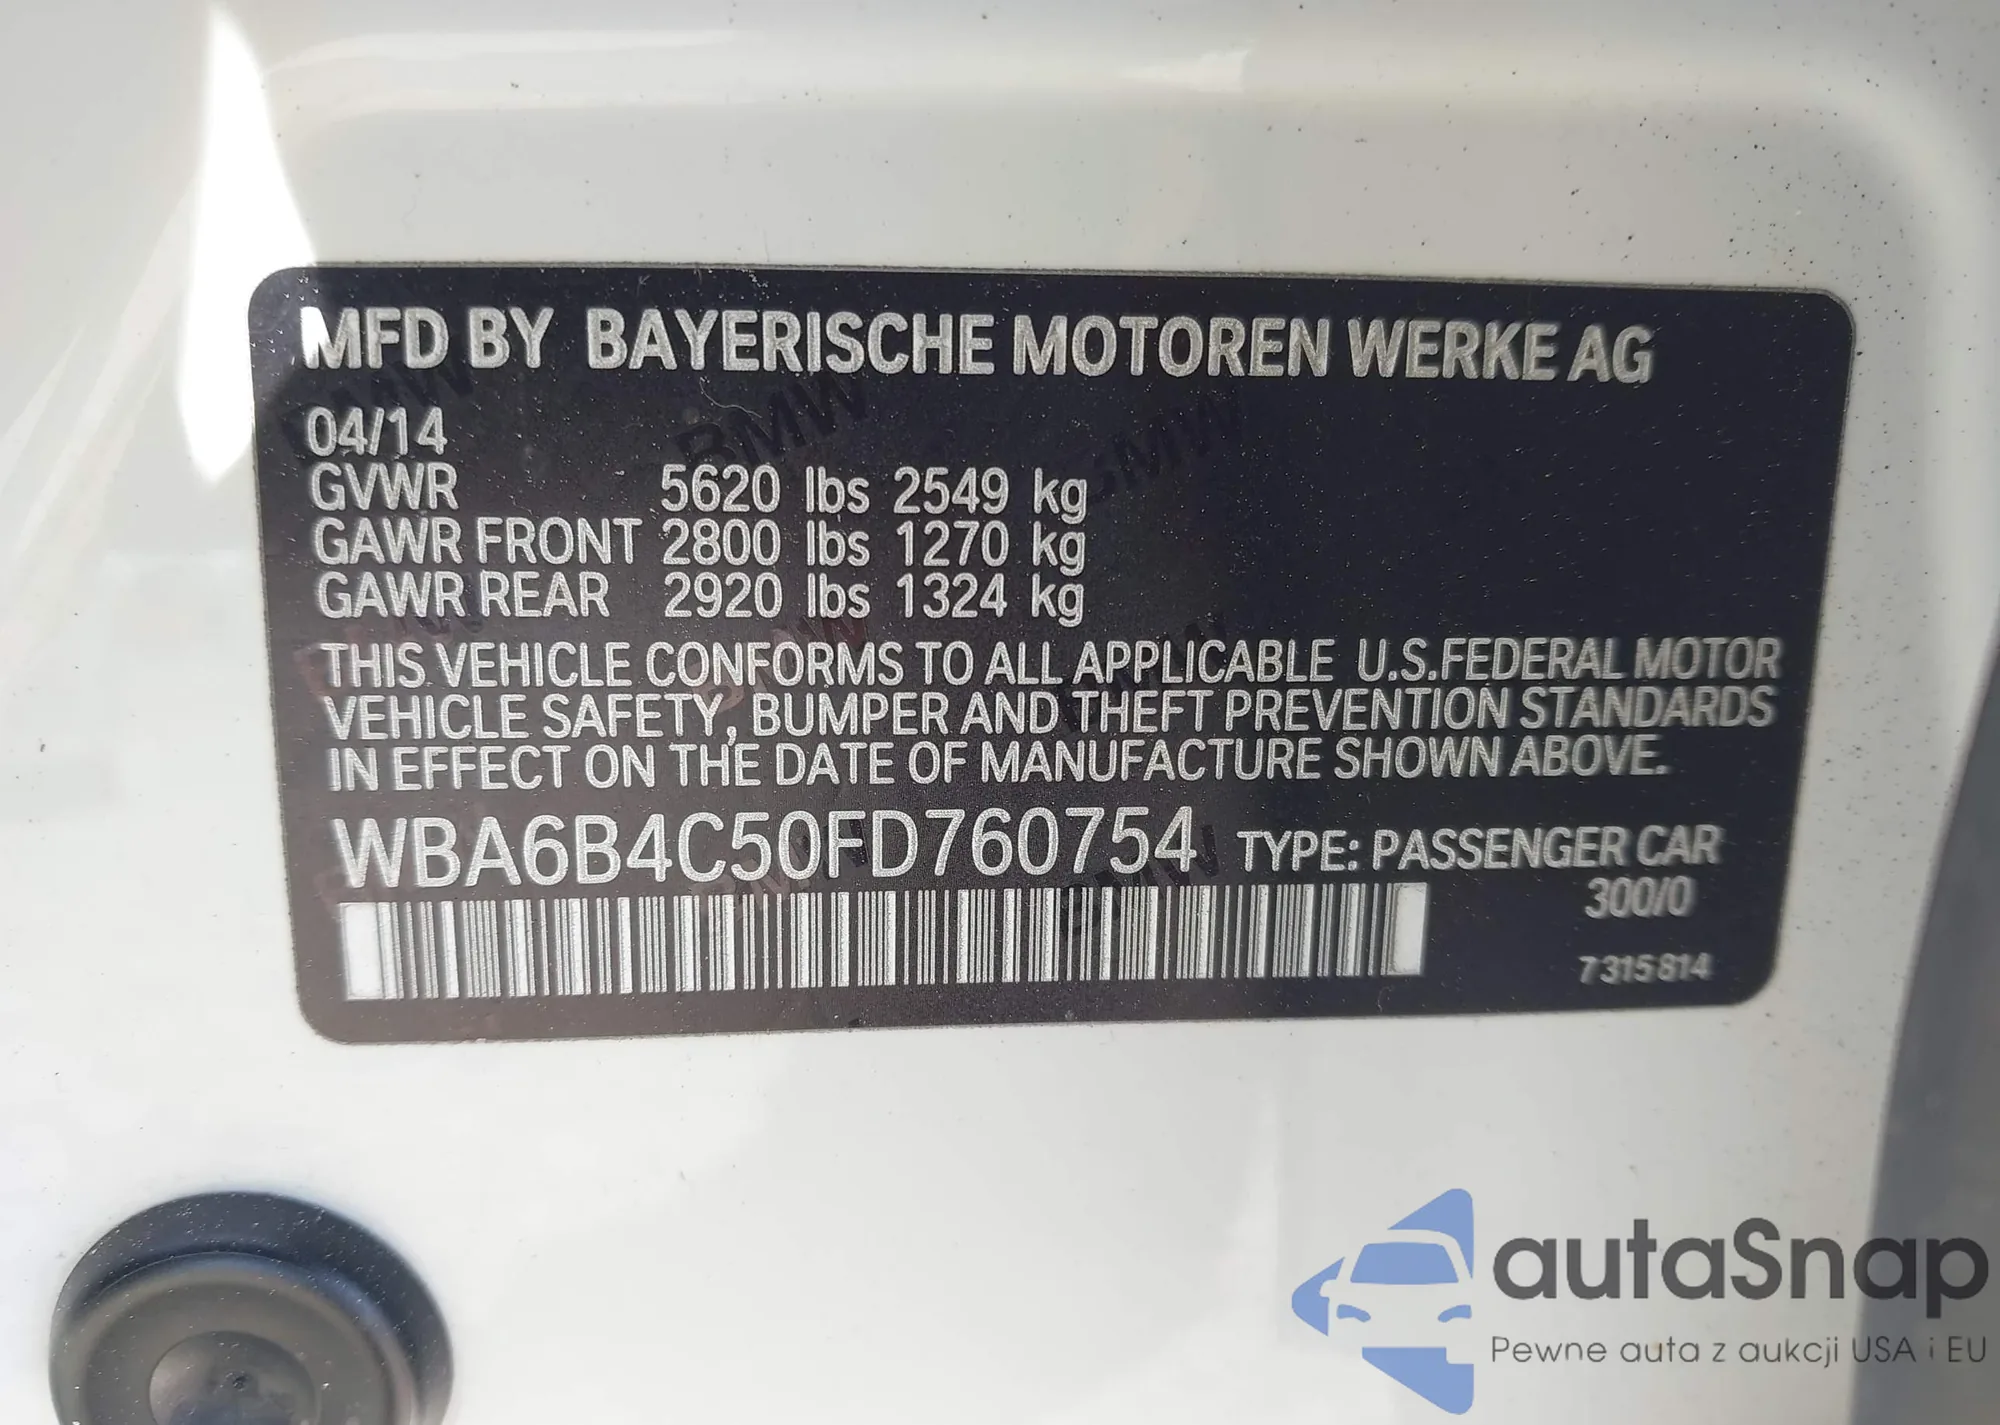 MFD BY BAYERISCHE MOTOREN WERKE AG
04/14
GVWR 5620 lbs 2549 kg
GAWR FRONT 2800 lbs 1270 kg
GAWR REAR 2920 lbs 1324 kg
THIS VEHICLE CONFORMS TO ALL APPLICABLE U.S.FEDERAL MOTOR
VEHICLE SAFETY, BUMPER AND THEFT PREVENTION STANDARDS
IN EFFECT ON THE DATE OF MANUFACTURE SHOWN ABOVE.
WBA6B4C50FD760754 TYPE: PASSENGER CAR
300/0
7 315 814
autaSnap
Pewne auta z aukcji USA i EU